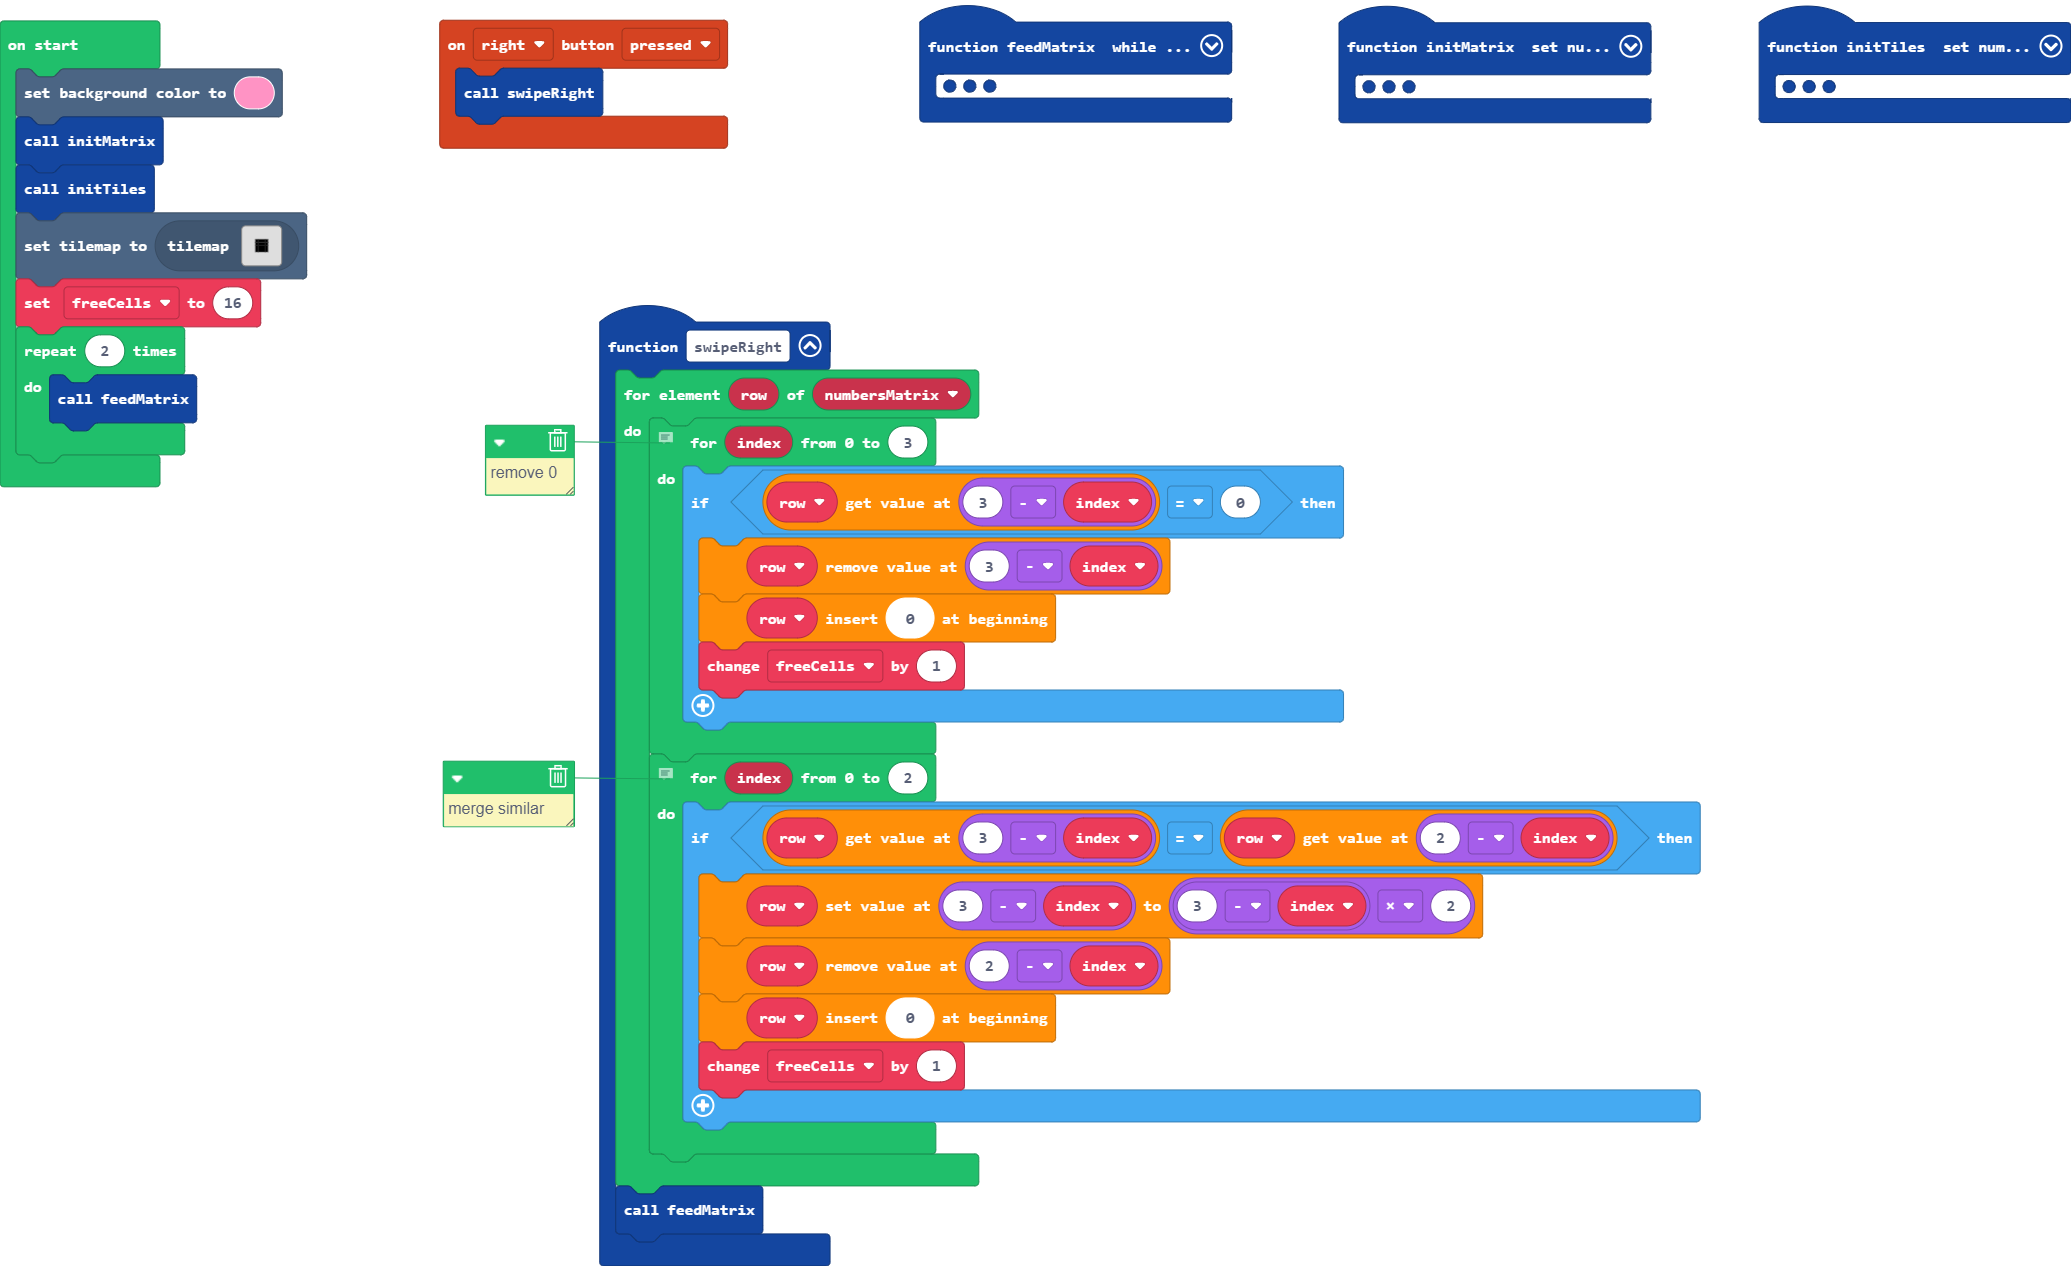 on start
set background color to
call initMatrix
call initTiles
set tilemap to tilemap
set freeCells to 16
repeat 2 times
do call feedMatrix
on right button pressed
call swipeRight
function feedMatrix while ...
function initMatrix set nu...
function initTiles set num...
function swipeRight
for element row of numbersMatrix
do
remove 0
for index from 0 to 3
do
if row get value at 3 - index = 0 then
row remove value at 3 - index
row insert 0 at beginning
change freeCells by 1
merge similar
for index from 0 to 2
do
if row get value at 3 - index = row get value at 2 - index then
row set value at 3 - index to 3 - index × 2
row remove value at 2 - index
row insert 0 at beginning
change freeCells by 1
call feedMatrix